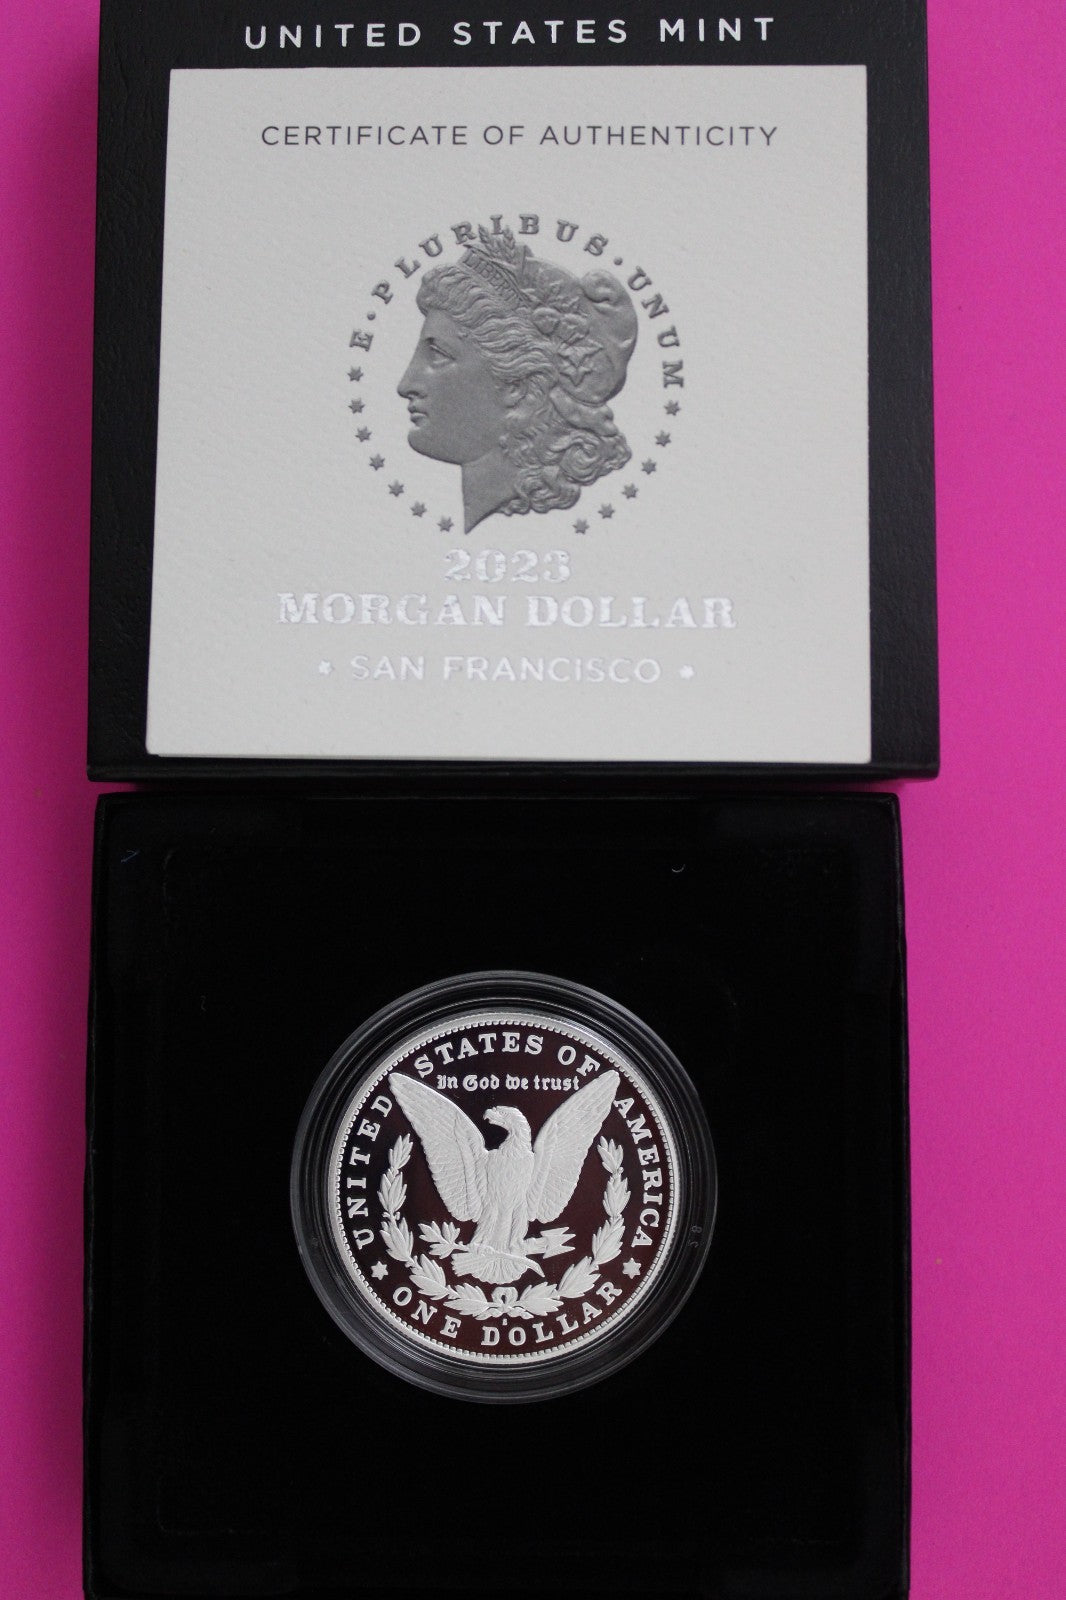 UNITED STATES MINT
CERTIFICATE OF AUTHENTICITY
E · PLURIBUS · UNUM
LIBERTY
2023
MORGAN DOLLAR
* SAN FRANCISCO *
UNITED STATES OF AMERICA
In God we trust
S
★ ONE DOLLAR ★